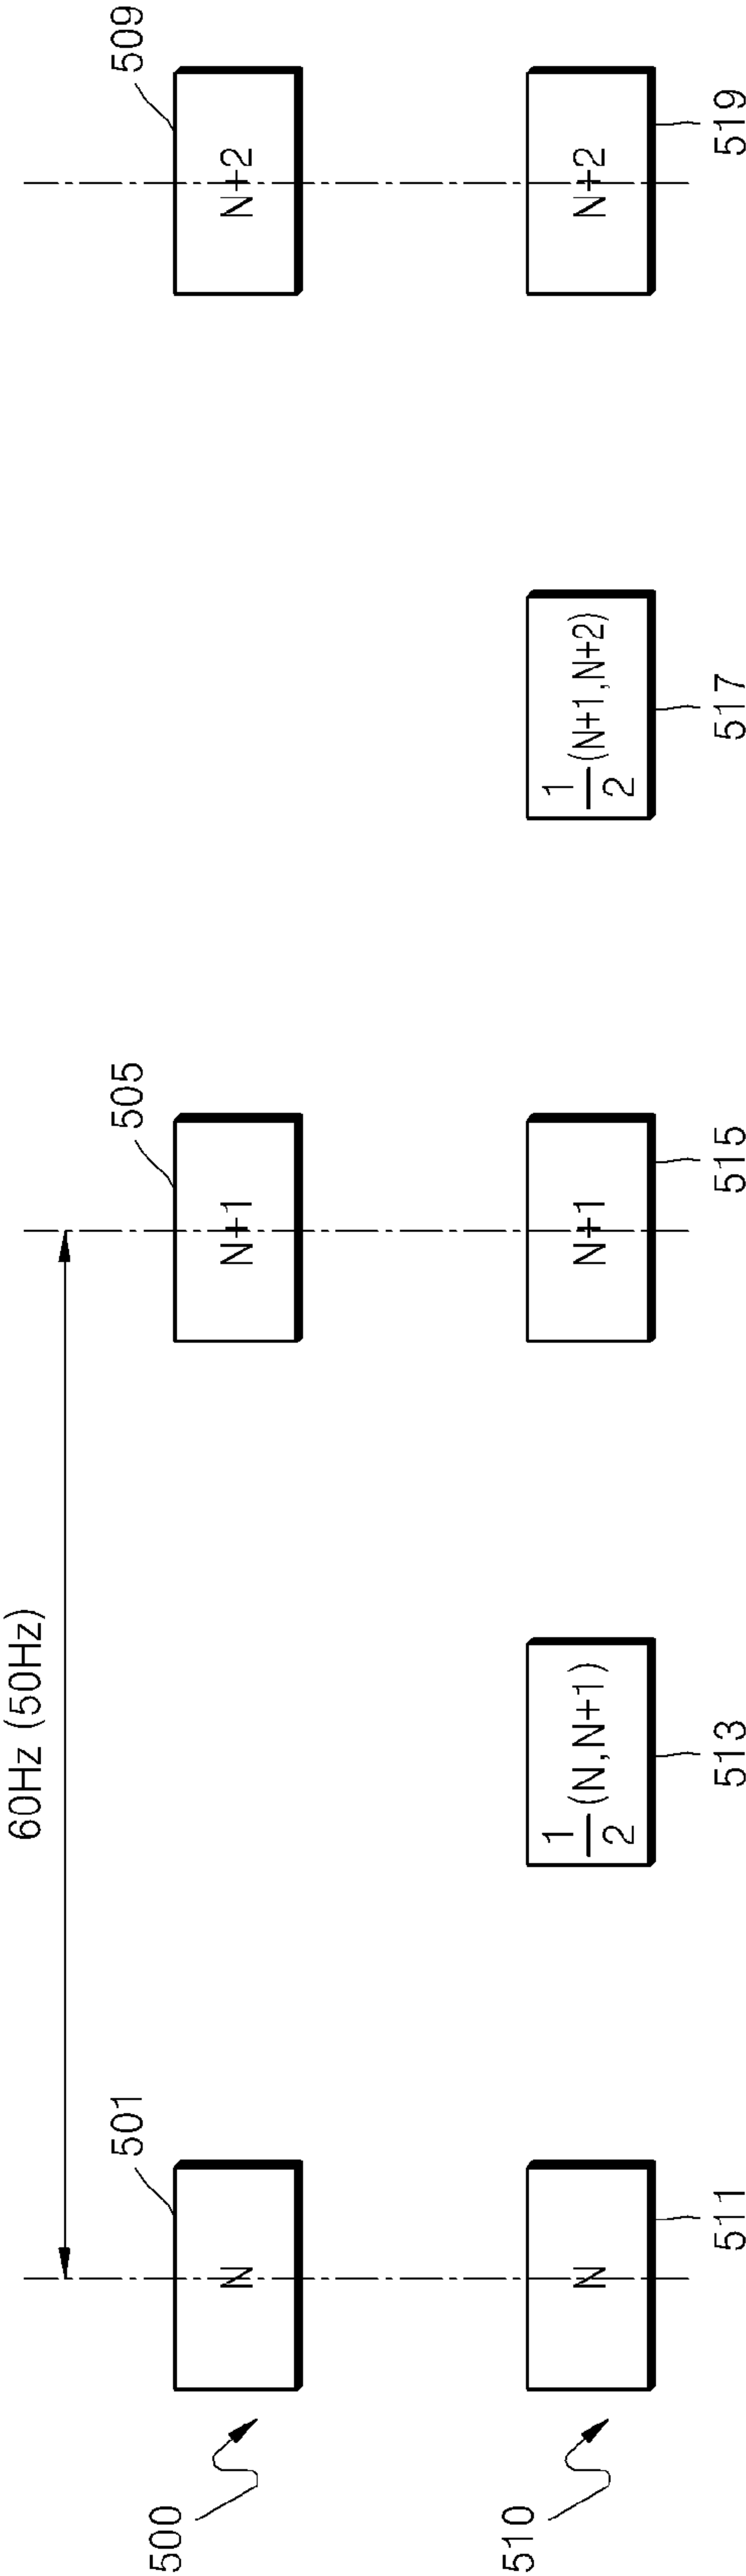 60Hz (50Hz)
501
505
509
500
N
N+1
N+2
510
N
1/2 (N,N+1)
N+1
1/2 (N+1,N+2)
N+2
511
513
515
517
519